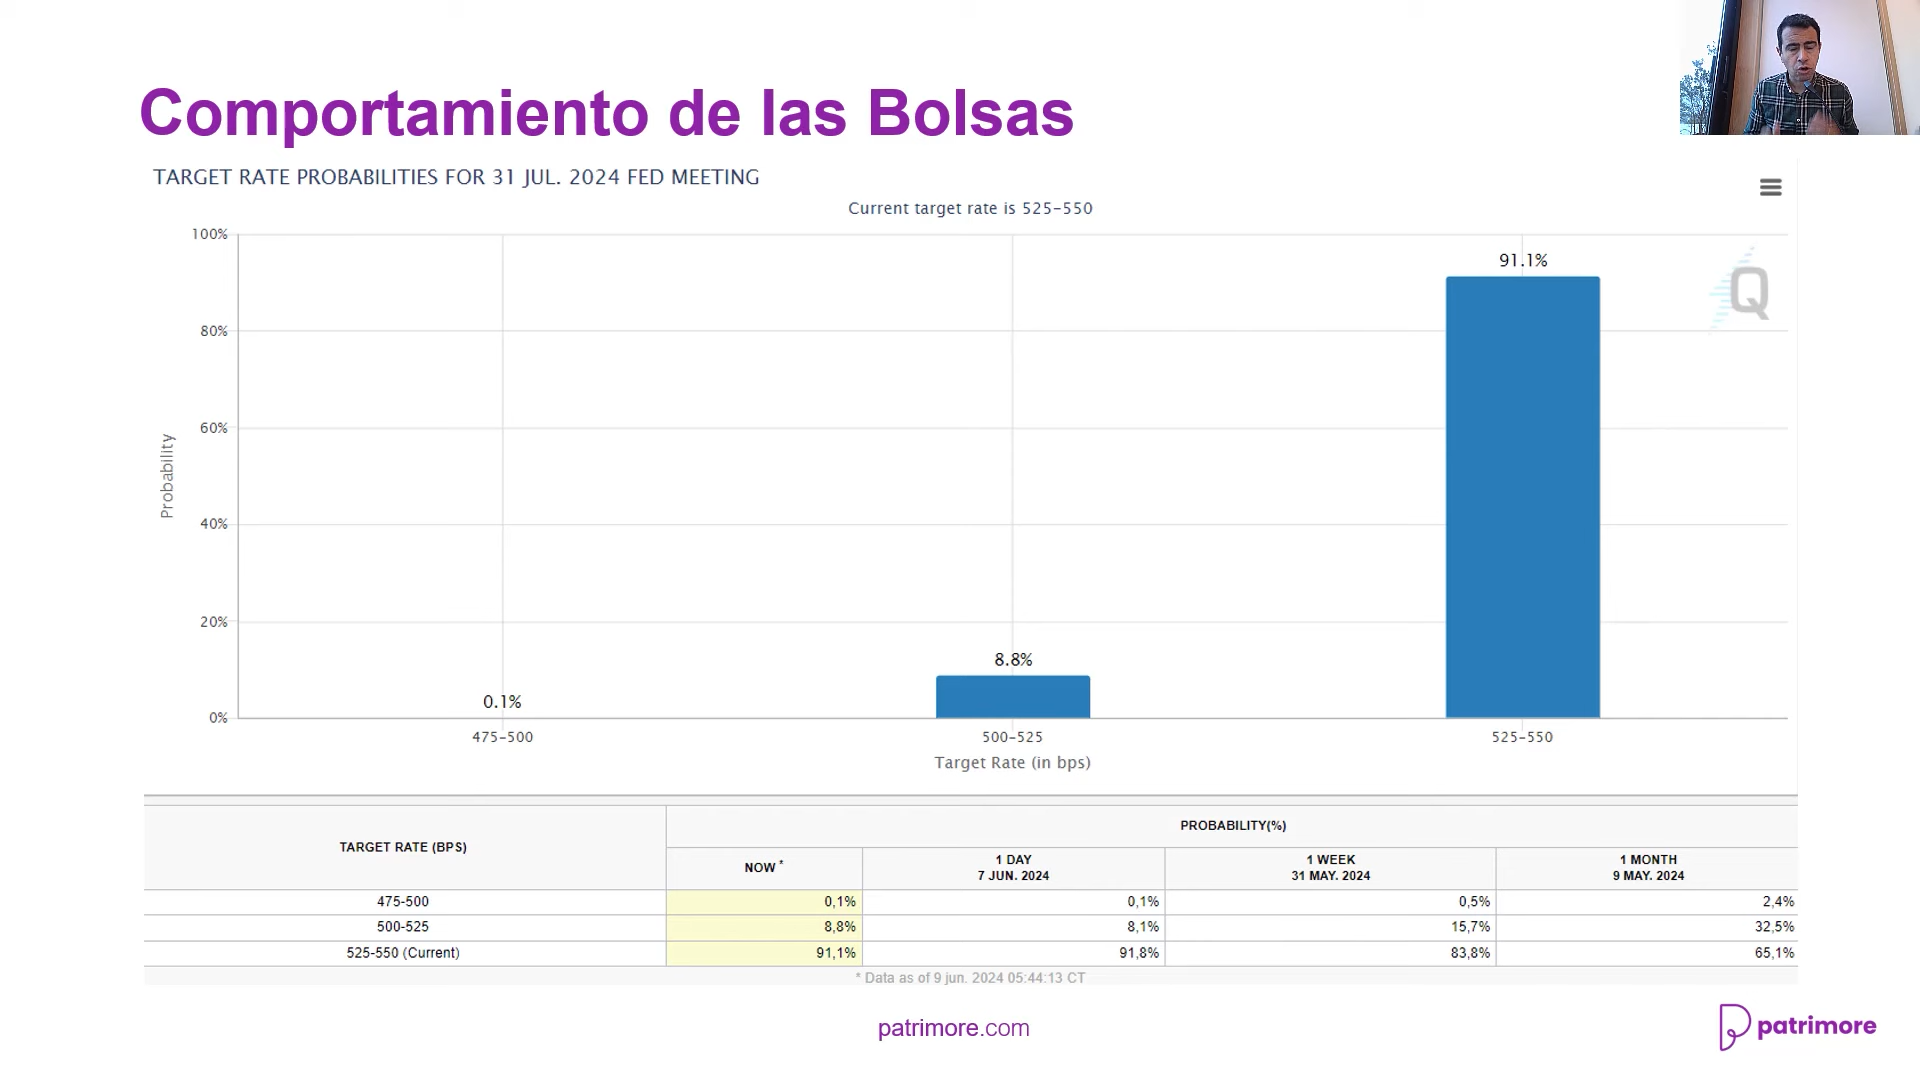 Comportamiento de las Bolsas
TARGET RATE PROBABILITIES FOR 31 JUL. 2024 FED MEETING
Current target rate is 525-550
100%
80%
60%
40%
20%
0%
Probability
0.1%
8.8%
91.1%
Q
475-500
500-525
525-550
Target Rate (in bps)
TARGET RATE (BPS)
PROBABILITY(%)
NOW *
1 DAY
7 JUN. 2024
1 WEEK
31 MAY. 2024
1 MONTH
9 MAY. 2024
475-500 0,1% 0,1% 0,5% 2,4%
500-525 8,8% 8,1% 15,7% 32,5%
525-550 (Current) 91,1% 91,8% 83,8% 65,1%
* Data as of 9 jun. 2024 05:44:13 CT
patrimore.com
patrimore